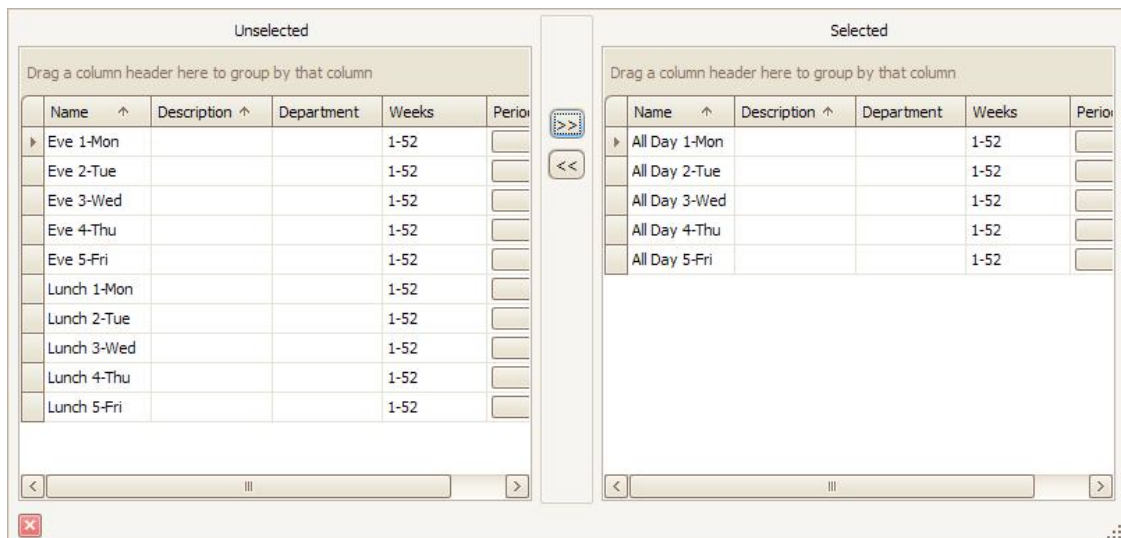 Unselected
Drag a column header here to group by that column
Name Description Department Weeks
Eve 1-Mon 1-52
Eve 2-Tue 1-52
Eve 3-Wed 1-52
Eve 4-Thu 1-52
Eve 5-Fri 1-52
Lunch 1-Mon 1-52
Lunch 2-Tue 1-52
Lunch 3-Wed 1-52
Lunch 4-Thu 1-52
Lunch 5-Fri 1-52
>>
<<
Selected
Drag a column header here to group by that column
Name Description Department Weeks
All Day 1-Mon 1-52
All Day 2-Tue 1-52
All Day 3-Wed 1-52
All Day 4-Thu 1-52
All Day 5-Fri 1-52